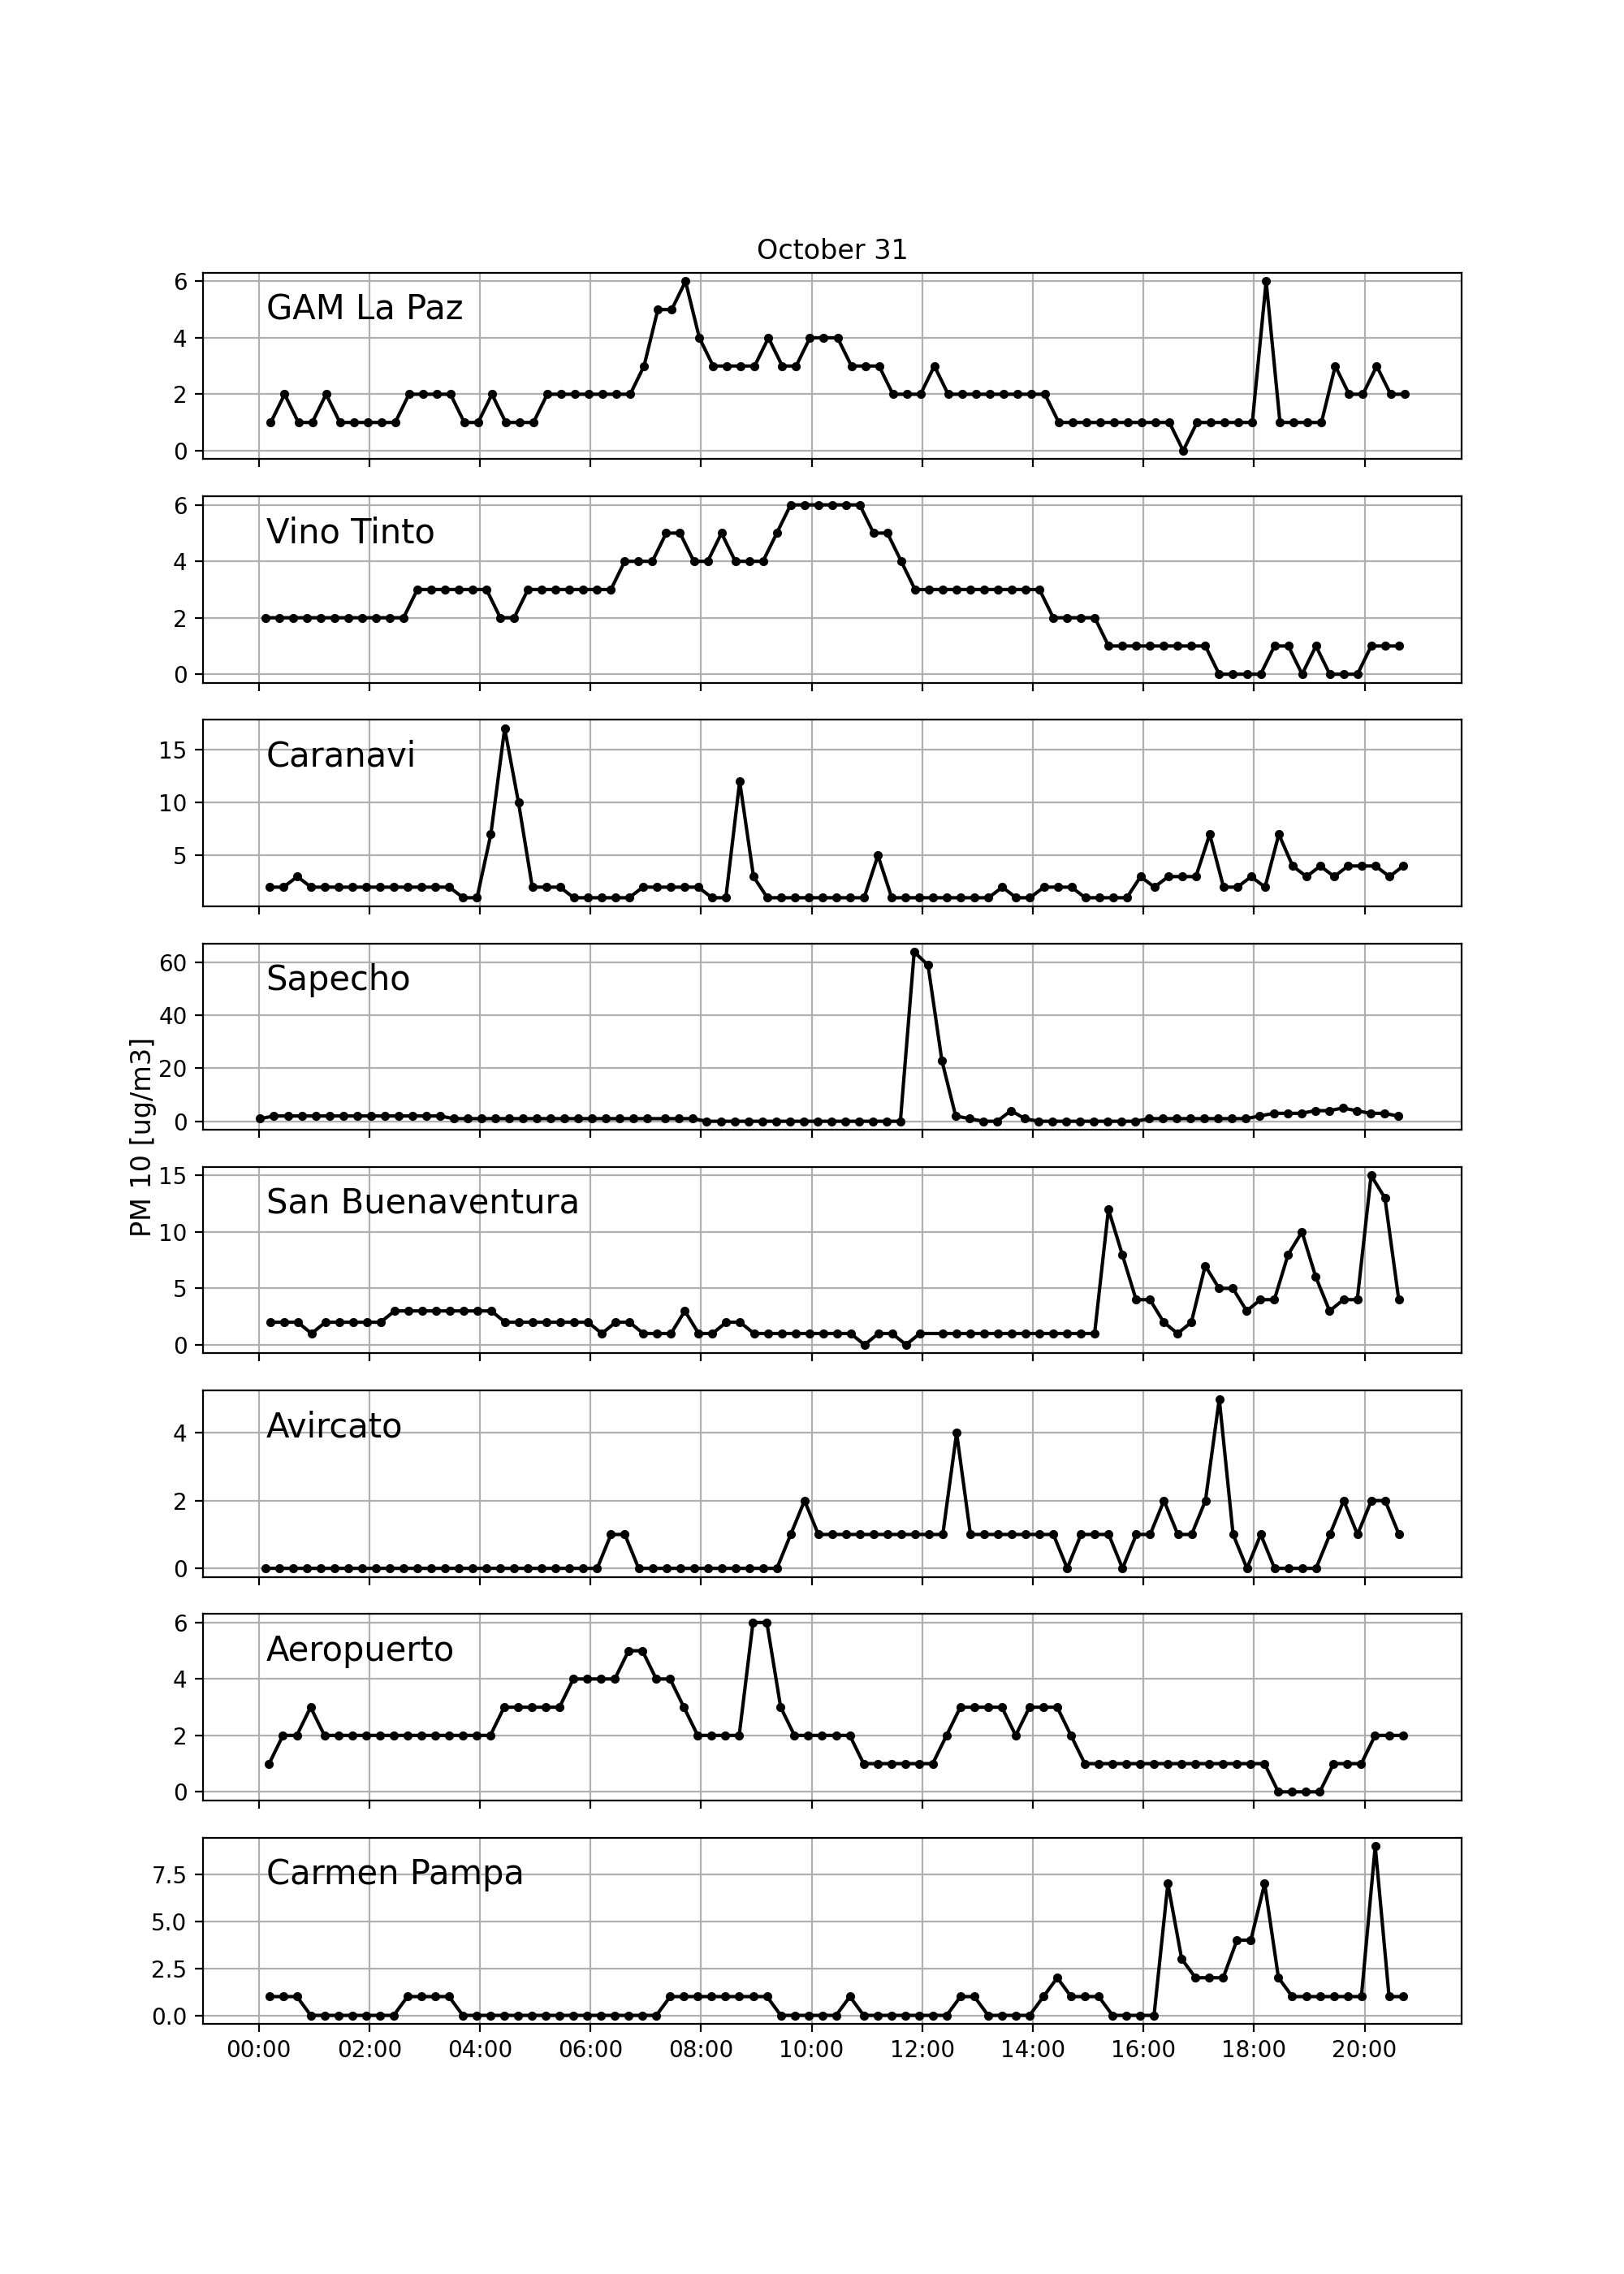 October 31
6
4
2
0
GAM La Paz
6
4
2
0
Vino Tinto
15
10
5
Caranavi
60
40
20
0
Sapecho
PM 10 [ug/m3]
15
10
5
0
San Buenaventura
4
2
0
Avircato
6
4
2
0
Aeropuerto
7.5
5.0
2.5
0.0
Carmen Pampa
00:00 02:00 04:00 06:00 08:00 10:00 12:00 14:00 16:00 18:00 20:00